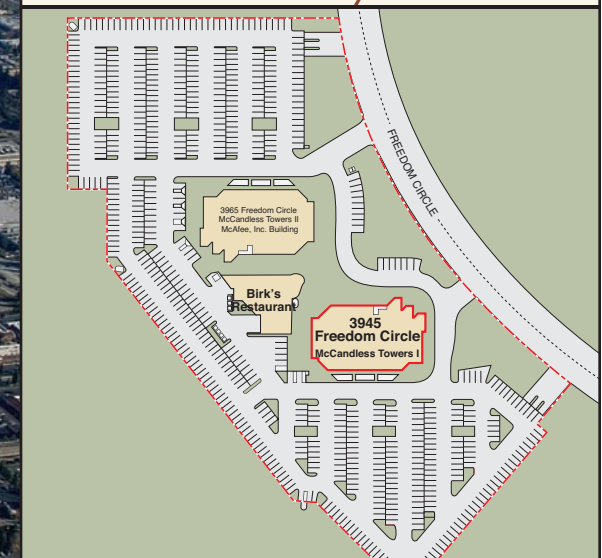 FREEDOM CIRCLE
3965 Freedom Circle
McCandless Towers II
McAfee, Inc. Building
Birk's
Restaurant
3945
Freedom Circle
McCandless Towers I